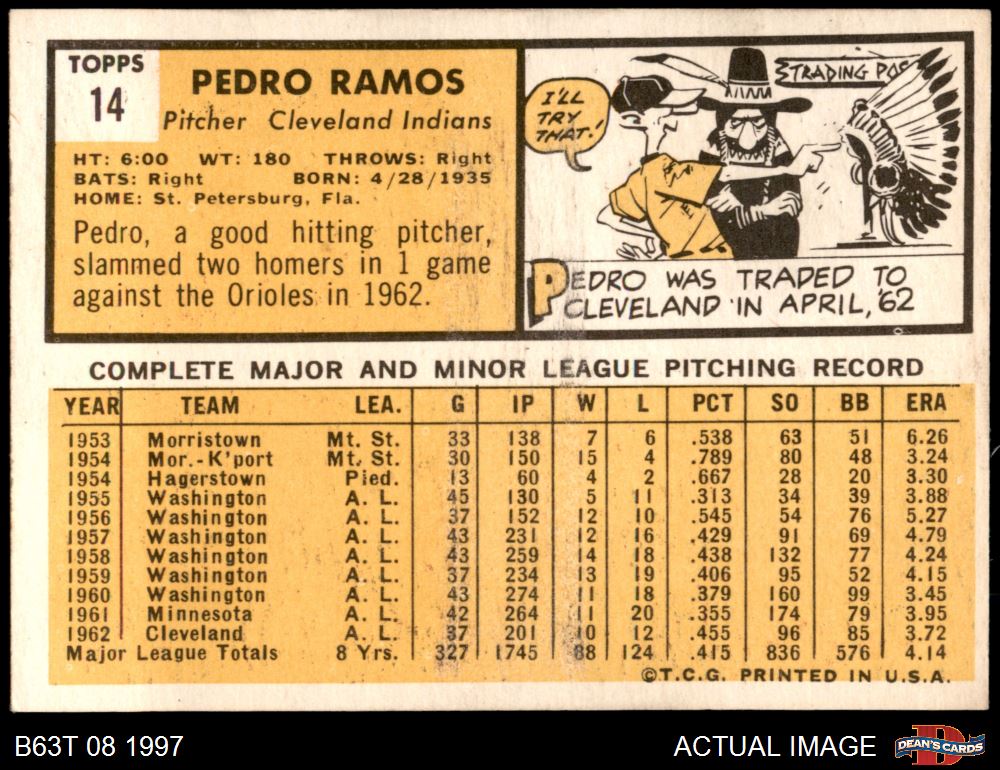 TOPPS
14
PEDRO RAMOS
Pitcher Cleveland Indians
HT: 6:00 WT: 180 THROWS: Right
BATS: Right BORN: 4/28/1935
HOME: St. Petersburg, Fla.
Pedro, a good hitting pitcher,
slammed two homers in 1 game
against the Orioles in 1962.
I'LL
TRY
THAT!
TRADING POS
PEDRO WAS TRADED TO
CLEVELAND IN APRIL, '62
COMPLETE MAJOR AND MINOR LEAGUE PITCHING RECORD
YEAR TEAM LEA. G IP W L PCT SO BB ERA
1953 Morristown Mt. St. 33 138 7 6 .538 63 51 6.26
1954 Mor.-K'port Mt. St. 30 150 15 4 .789 80 48 3.24
1954 Hagerstown Pied. 13 60 4 2 .667 28 20 3.30
1955 Washington A. L. 45 130 5 11 .313 34 39 3.88
1956 Washington A. L. 37 152 12 10 .545 54 76 5.27
1957 Washington A. L. 43 231 12 16 .429 91 69 4.79
1958 Washington A. L. 43 259 14 18 .438 132 77 4.24
1959 Washington A. L. 37 234 13 19 .406 95 52 4.15
1960 Washington A. L. 43 274 11 18 .379 160 99 3.45
1961 Minnesota A. L. 42 264 11 20 .355 174 79 3.95
1962 Cleveland A. L. 37 201 10 12 .455 96 85 3.72
Major League Totals 8 Yrs. 327 1745 88 124 .415 836 576 4.14
©T.C.G. PRINTED IN U.S.A.
B63T 08 1997 ACTUAL IMAGE D DEAN'S CARDS